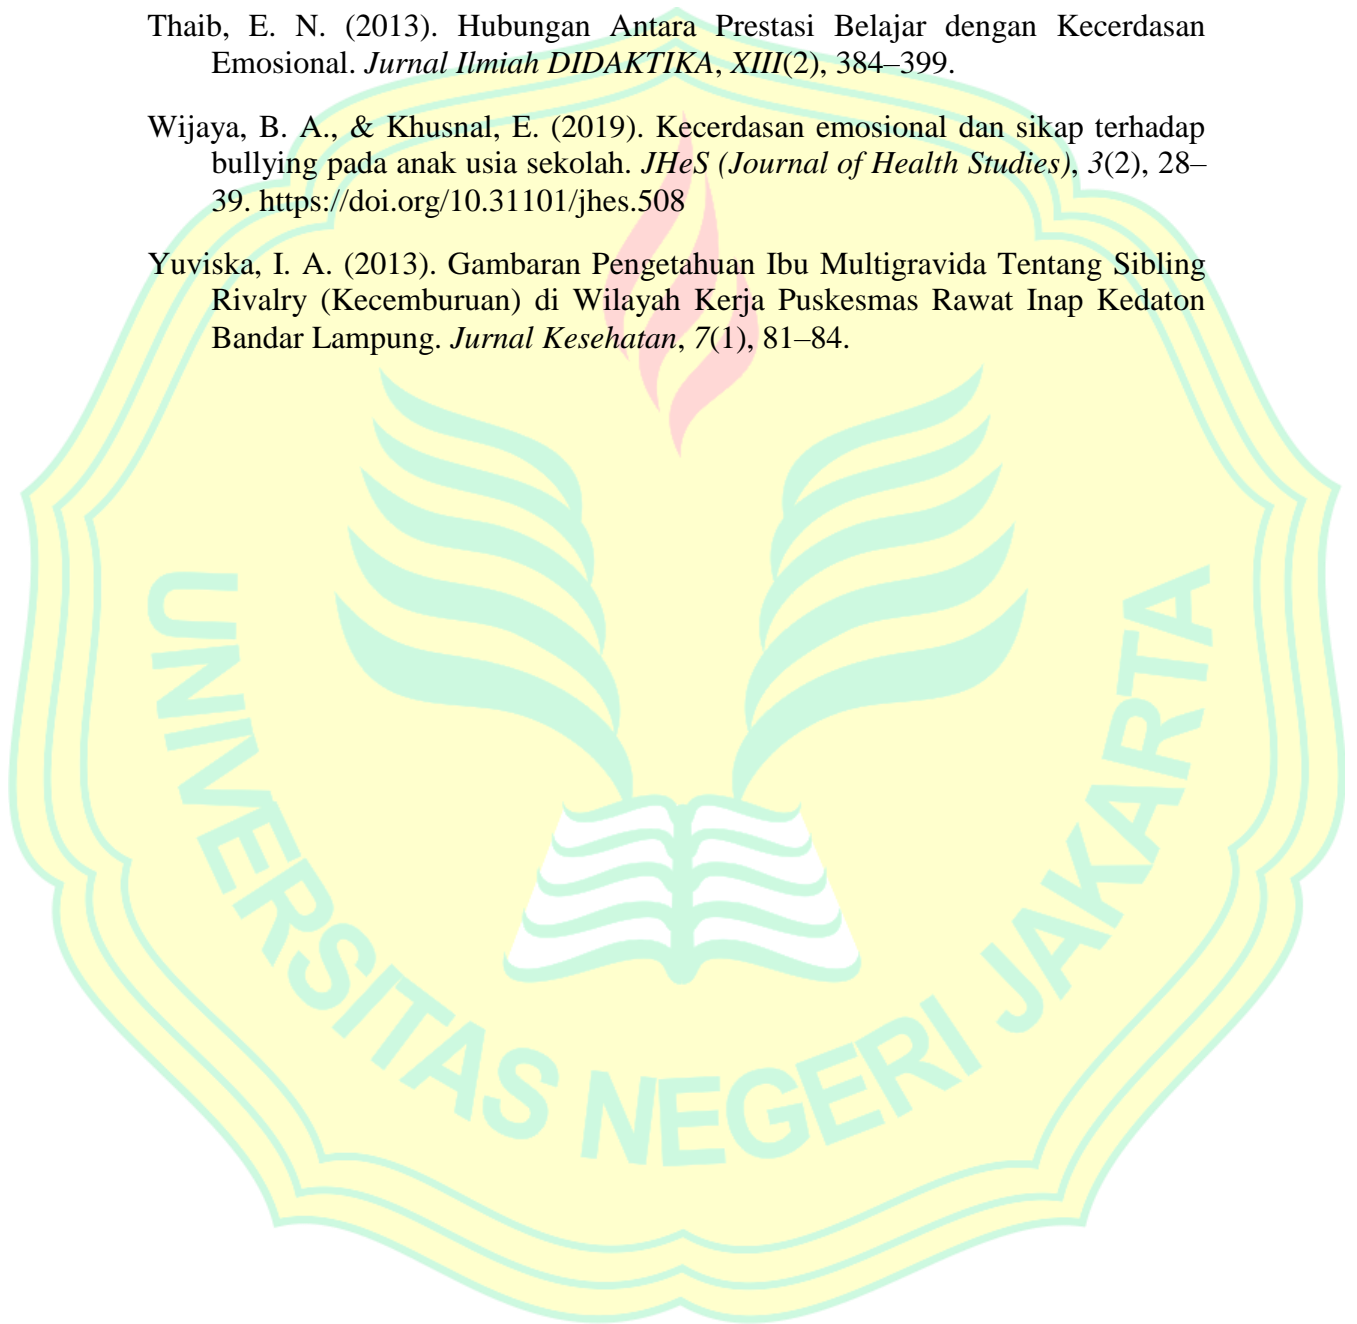 Thaib, E. N. (2013). Hubungan Antara Prestasi Belajar dengan Kecerdasan
Emosional. Jurnal Ilmiah DIDAKTIKA, XIII(2), 384–399.
Wijaya, B. A., & Khusnal, E. (2019). Kecerdasan emosional dan sikap terhadap
bullying pada anak usia sekolah. JHeS (Journal of Health Studies), 3(2), 28–
39. https://doi.org/10.31101/jhes.508
Yuviska, I. A. (2013). Gambaran Pengetahuan Ibu Multigravida Tentang Sibling
Rivalry (Kecemburuan) di Wilayah Kerja Puskesmas Rawat Inap Kedaton
Bandar Lampung. Jurnal Kesehatan, 7(1), 81–84.
UNIVERSITAS NEGERI JAKARTA